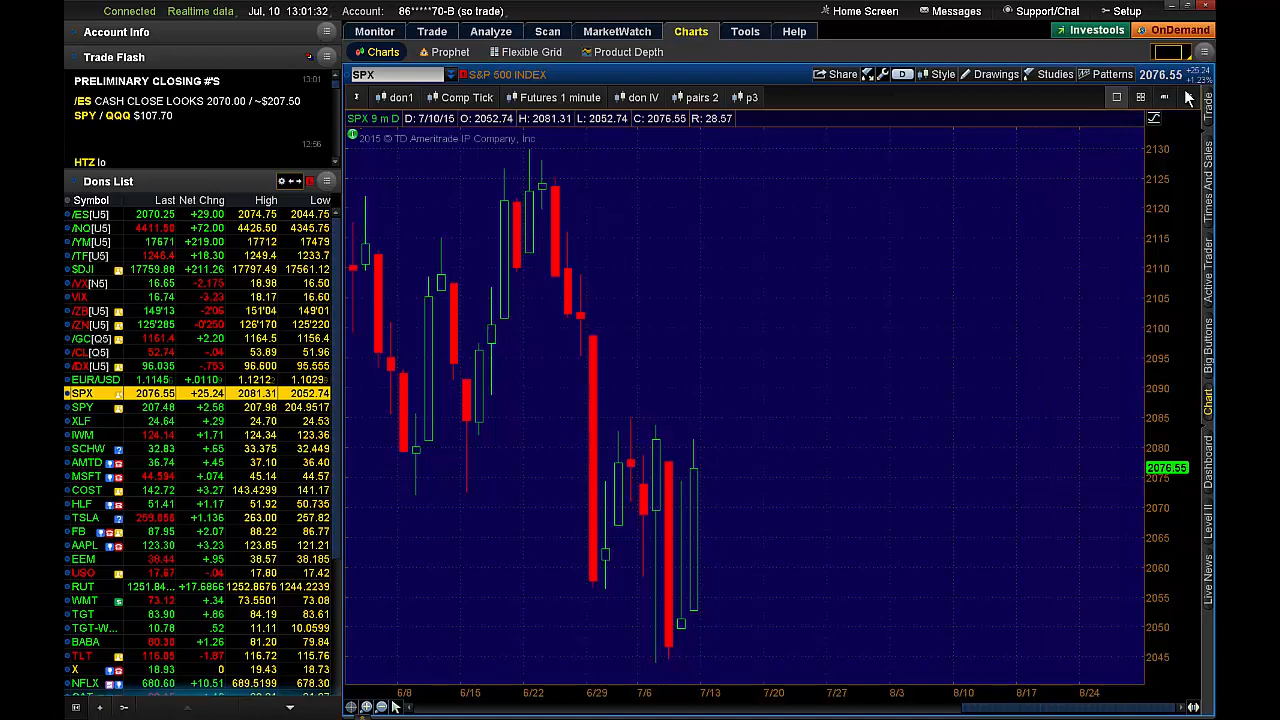 Connected Realtime data Jul, 10 13:01:32 Account: 86*****70-B (so trade) Home Screen Messages Support/Chat Setup
Account Info
Monitor Trade Analyze Scan MarketWatch Charts Tools Help Investools OnDemand
Trade Flash
Charts Prophet Flexible Grid Product Depth
PRELIMINARY CLOSING #'S 13:01
/ES CASH CLOSE LOOKS 2070.00 / ~$207.50
SPY / QQQ $107.70
12:56
HTZ lo
SPX S&P 500 INDEX Share D Style Drawings Studies Patterns 2076.55 +25.24 +1.23%
don1 Comp Tick Futures 1 minute don IV pairs 2 p3
SPX 9 m D D: 7/10/15 O: 2052.74 H: 2081.31 L: 2052.74 C: 2076.55 R: 28.57
2015 © TD Ameritrade IP Company, Inc
Dons List
Symbol Last Net Chng High Low
/ES[U5] 2070.25 +29.00 2074.75 2044.75
/NQ[U5] 4411.50 +72.00 4426.50 4345.75
/YM[U5] 17671 +219.00 17712 17479
/TF[U5] 1246.4 +18.30 1249.4 1233.7
$DJI 17759.88 +211.26 17797.49 17561.12
/VX[N5] 16.65 -2.175 18.98 16.50
VIX 16.74 -3.23 18.17 16.60
/ZB[U5] 149'13 -2'06 151'04 149'01
/ZN[U5] 125'285 -0'250 126'170 125'220
/GC[Q5] 1161.4 +2.20 1164.5 1156.4
/CL[Q5] 52.74 -.04 53.89 51.96
/DX[U5] 96.035 -.753 96.600 95.555
EUR/USD 1.1145 +.0110 1.1212 1.1029
SPX 2076.55 +25.24 2081.31 2052.74
SPY 207.48 +2.58 207.98 204.9517
XLF 24.64 +.29 24.70 24.53
IWM 124.14 +1.71 124.34 123.36
SCHW 32.83 +.65 33.375 32.449
AMTD 36.74 +.45 37.10 36.40
MSFT 44.594 +.074 45.14 44.57
COST 142.72 +3.27 143.4299 141.17
HLF 51.41 +1.17 51.92 50.735
TSLA +1.136 263.00 257.82
FB 87.95 +2.07 88.22 86.77
AAPL 123.30 +3.23 123.85 121.21
EEM 38.44 +.95 38.57 38.185
USO 17.67 -.04 17.80 17.42
RUT 1251.84... +17.6866 1252.8676 1244.2239
WMT 73.12 +.34 73.5501 73.08
TGT 83.90 +.86 84.19 83.61
TGT-W... 10.78 .52 11.11 10.0599
BABA 80.30 +1.26 81.20 79.84
TLT 116.05 -1.87 116.72 115.76
X 18.93 0 19.43 18.73
NFLX 680.60 +10.51 689.5199 678.30
2130
2125
2120
2115
2110
2105
2100
2095
2090
2085
2080
2076.55
2075
2070
2065
2060
2055
2050
2045
6/8 6/15 6/22 6/29 7/6 7/13 7/20 7/27 8/3 8/10 8/17 8/24
Trade
Times And Sales
Active Trader
Big Buttons
Chart
Dashboard
Level II
Live News